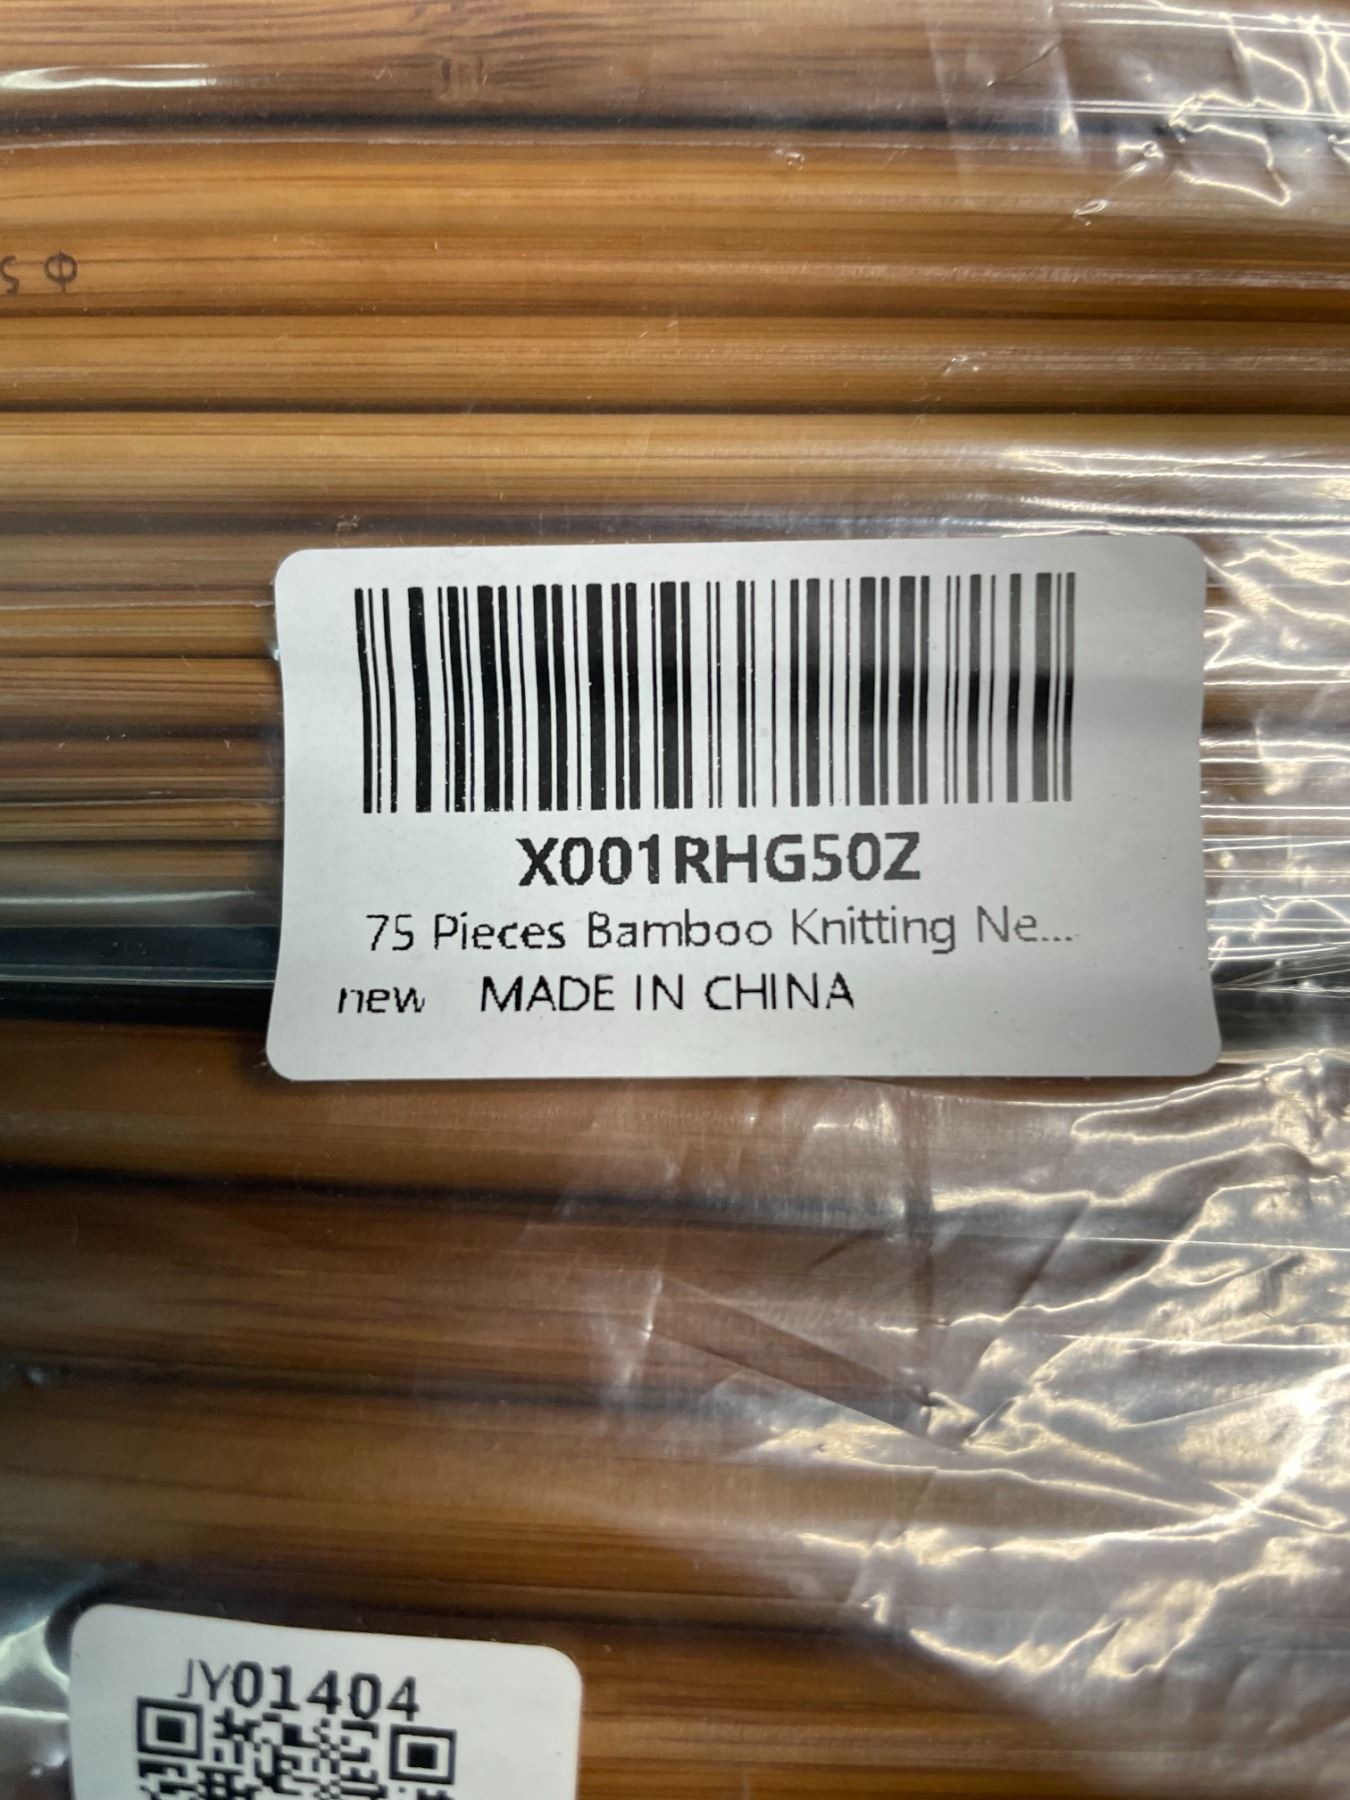 X001RHG50Z
75 Pieces Bamboo Knitting Ne...
new MADE IN CHINA
JY01404